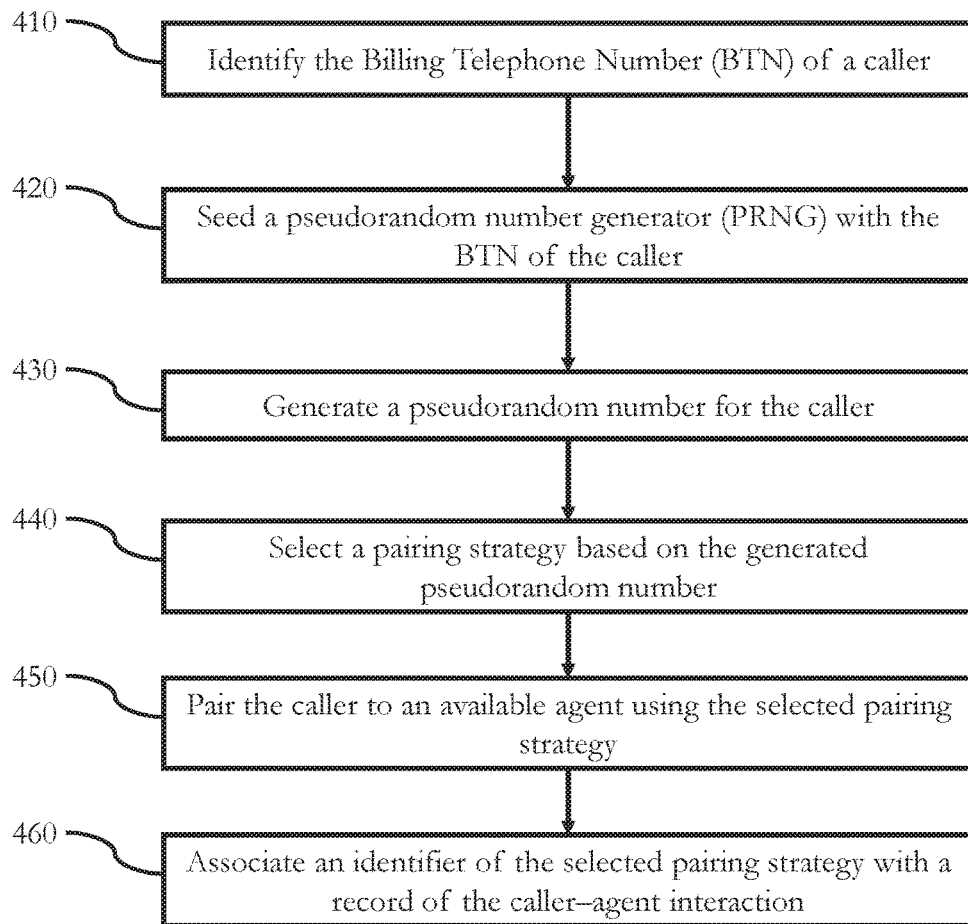 410
Identify the Billing Telephone Number (BTN) of a caller
420
Seed a pseudorandom number generator (PRNG) with the
BTN of the caller
430
Generate a pseudorandom number for the caller
440
Select a pairing strategy based on the generated
pseudorandom number
450
Pair the caller to an available agent using the selected pairing
strategy
460
Associate an identifier of the selected pairing strategy with a
record of the caller–agent interaction